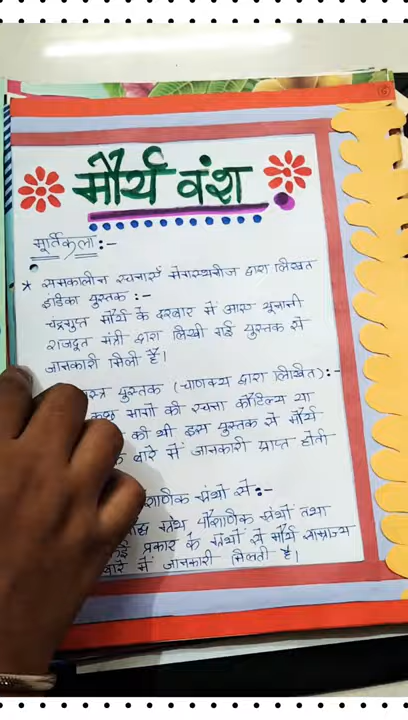 मौर्य वंश
मूर्तिकला:-
* समकालीन रचनाएँ मेगास्थनीज द्वारा लिखित
इंडिका पुस्तक:-
चंद्रगुप्त मौर्य के दरबार में आए यूनानी
राजदूत मंत्री द्वारा लिखी गई पुस्तक से
जानकारी मिली है।
पुस्तक (चाणक्य द्वारा लिखित):-
कुछ भागों की रचना कौटिल्य या
की थी इस पुस्तक से मौर्य
के बारे में जानकारी प्राप्त होती
ग्रंथों से:-
ग्रंथ पौराणिक ग्रंथों तथा
प्रकार के ग्रंथों से मौर्य साम्राज्य
बारे में जानकारी मिलती है।